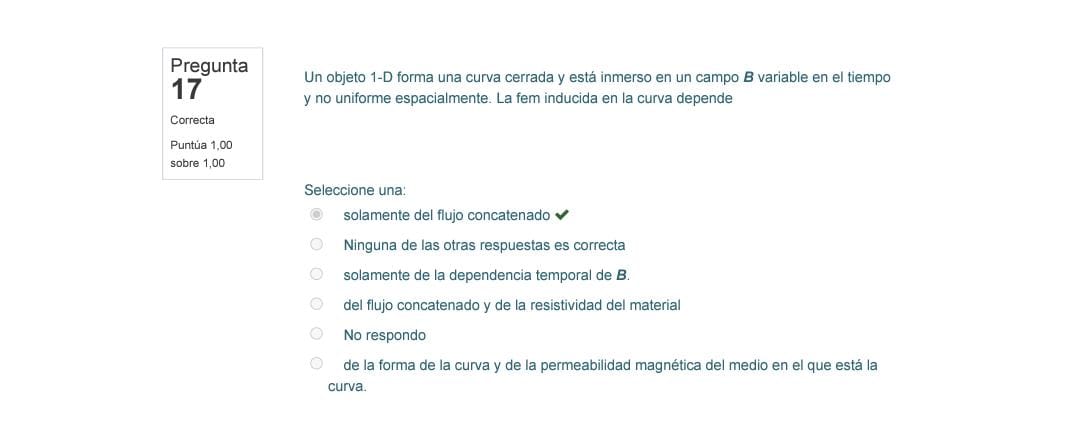 Pregunta
17
Correcta
Puntúa 1,00
sobre 1,00
Un objeto 1-D forma una curva cerrada y está inmerso en un campo B variable en el tiempo
y no uniforme espacialmente. La fem inducida en la curva depende
Seleccione una:
solamente del flujo concatenado
Ninguna de las otras respuestas es correcta
solamente de la dependencia temporal de B.
del flujo concatenado y de la resistividad del material
No respondo
de la forma de la curva y de la permeabilidad magnética del medio en el que está la
curva.